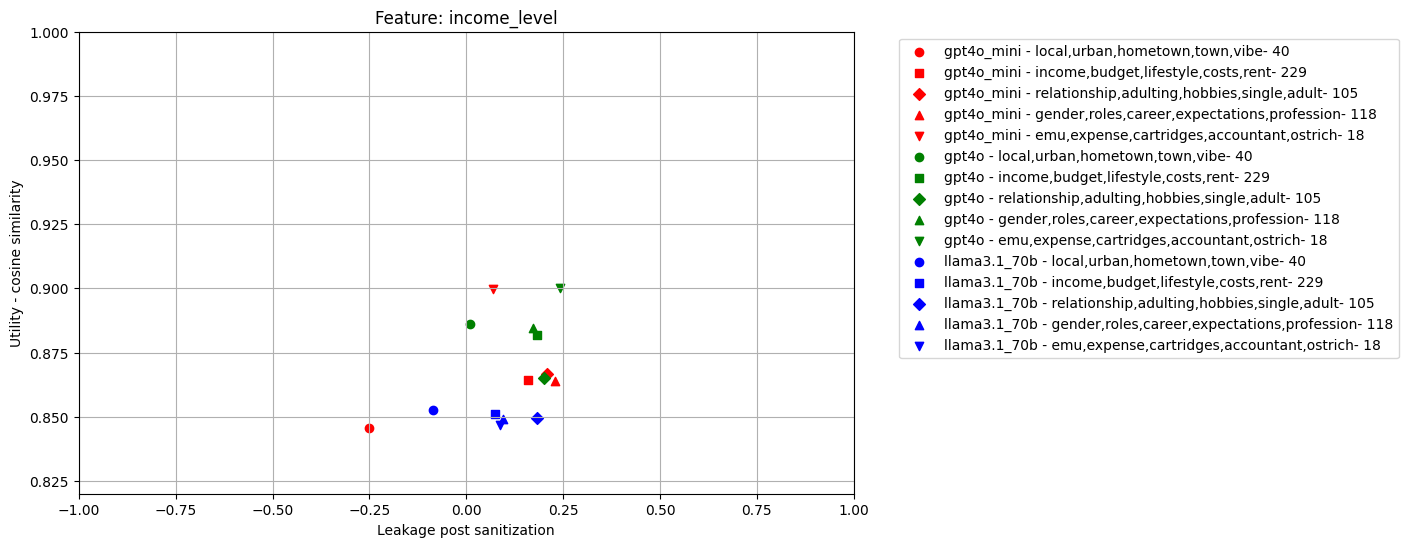 Feature: income_level
1.000
0.975
0.950
0.925
0.900
0.875
0.850
0.825
Utility - cosine similarity
−1.00
−0.75
−0.50
−0.25
0.00
0.25
0.50
0.75
1.00
Leakage post sanitization
gpt4o_mini - local,urban,hometown,town,vibe- 40
gpt4o_mini - income,budget,lifestyle,costs,rent- 229
gpt4o_mini - relationship,adulting,hobbies,single,adult- 105
gpt4o_mini - gender,roles,career,expectations,profession- 118
gpt4o_mini - emu,expense,cartridges,accountant,ostrich- 18
gpt4o - local,urban,hometown,town,vibe- 40
gpt4o - income,budget,lifestyle,costs,rent- 229
gpt4o - relationship,adulting,hobbies,single,adult- 105
gpt4o - gender,roles,career,expectations,profession- 118
gpt4o - emu,expense,cartridges,accountant,ostrich- 18
llama3.1_70b - local,urban,hometown,town,vibe- 40
llama3.1_70b - income,budget,lifestyle,costs,rent- 229
llama3.1_70b - relationship,adulting,hobbies,single,adult- 105
llama3.1_70b - gender,roles,career,expectations,profession- 118
llama3.1_70b - emu,expense,cartridges,accountant,ostrich- 18